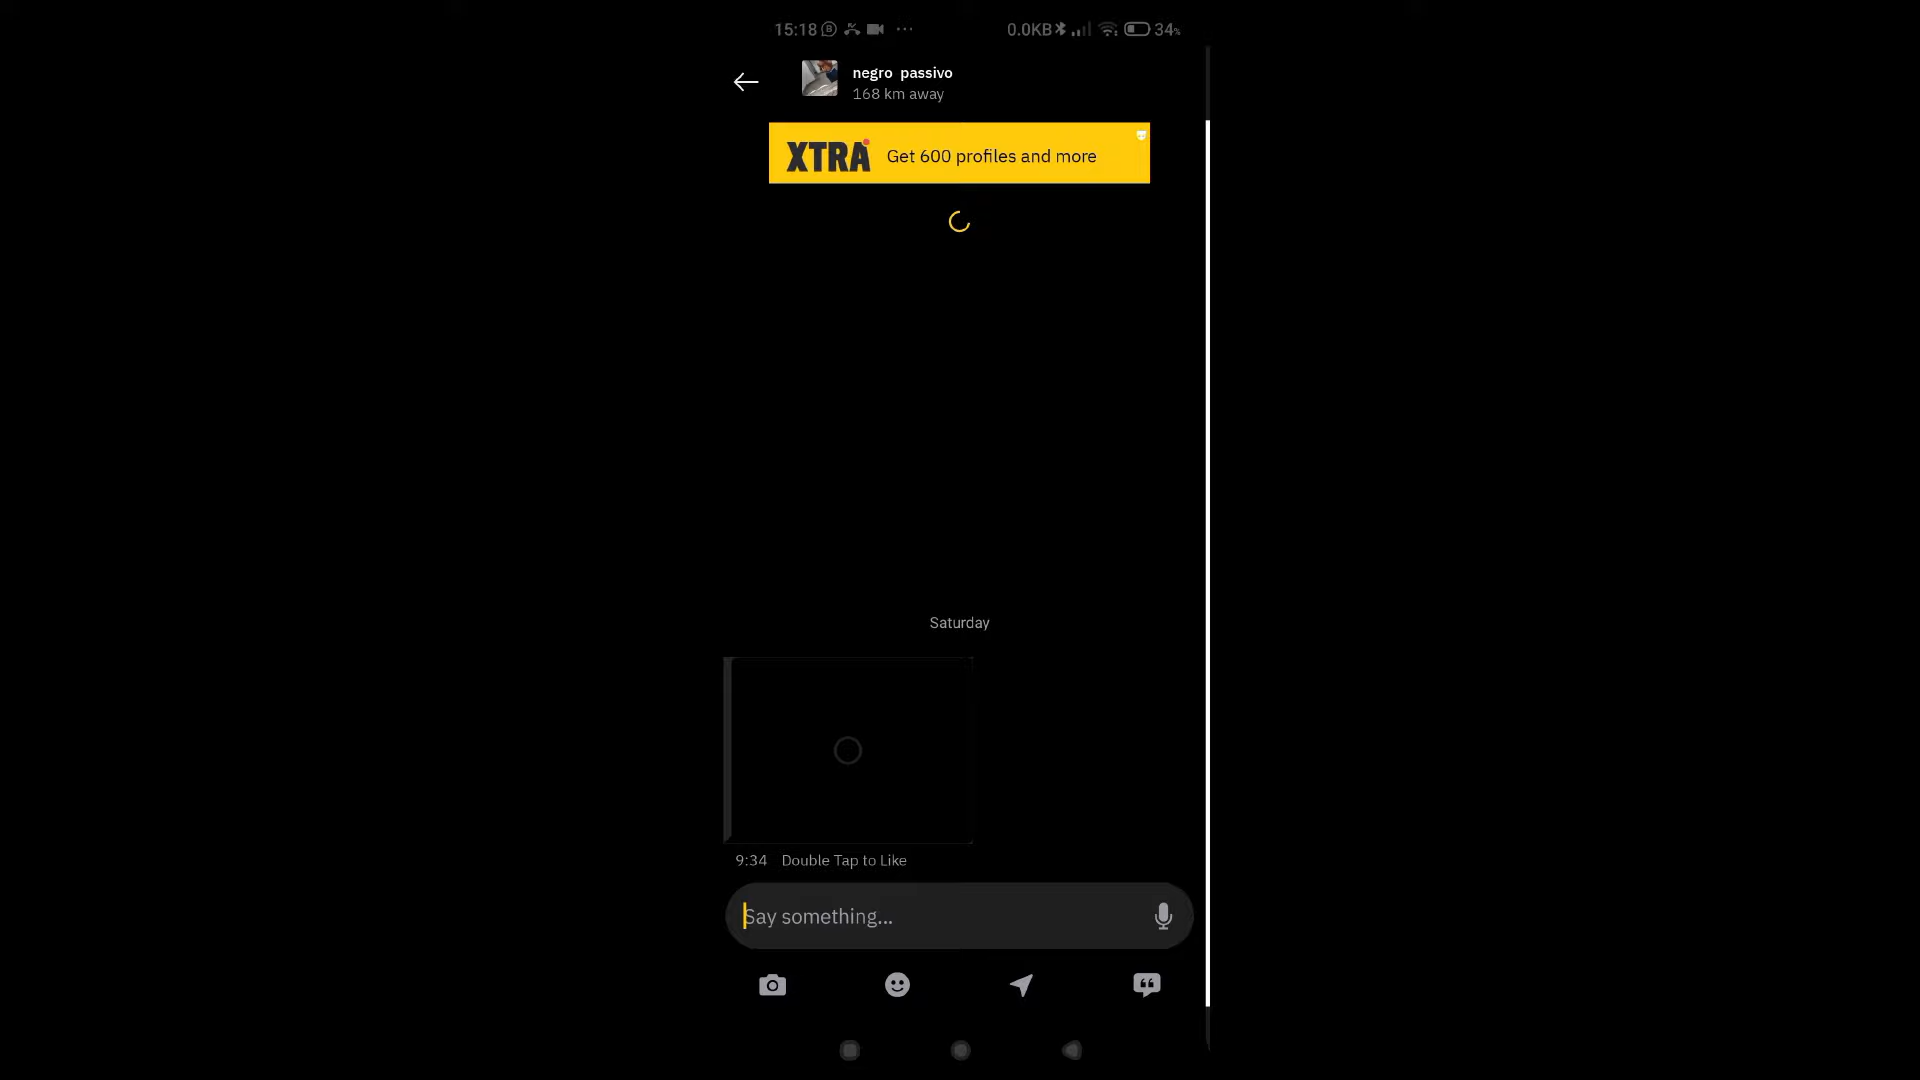 15:18 0.0KB 34%
negro passivo
168 km away
XTRA Get 600 profiles and more
Saturday
9:34 Double Tap to Like
Say something...